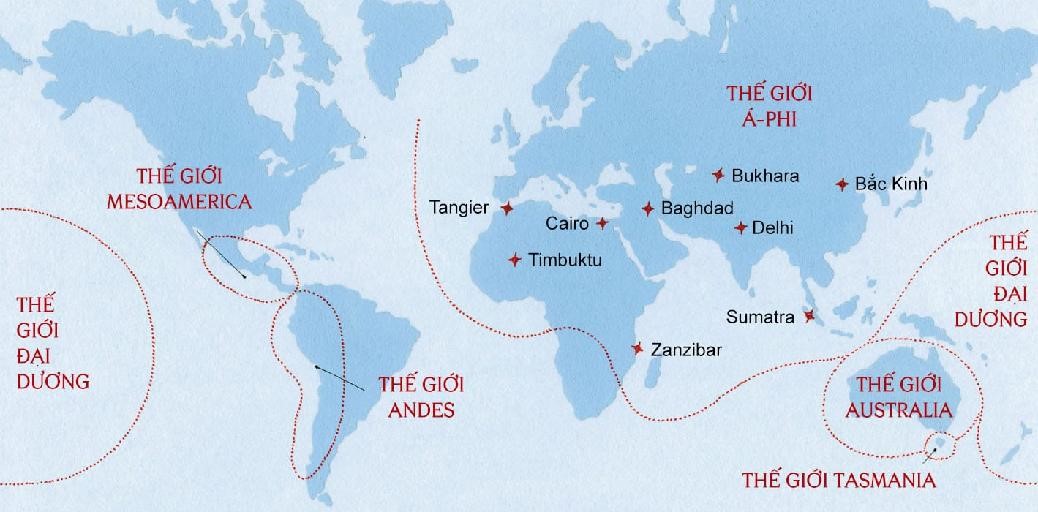 THẾ GIỚI
Á-PHI
THẾ GIỚI
MESOAMERICA
Bukhara
Bắc Kinh
Tangier
Cairo
Baghdad
Delhi
Timbuktu
THẾ
GIỚI
ĐẠI
DƯƠNG
THẾ
GIỚI
ĐẠI
DƯƠNG
Sumatra
Zanzibar
THẾ GIỚI
ANDES
THẾ GIỚI
AUSTRALIA
THẾ GIỚI TASMANIA